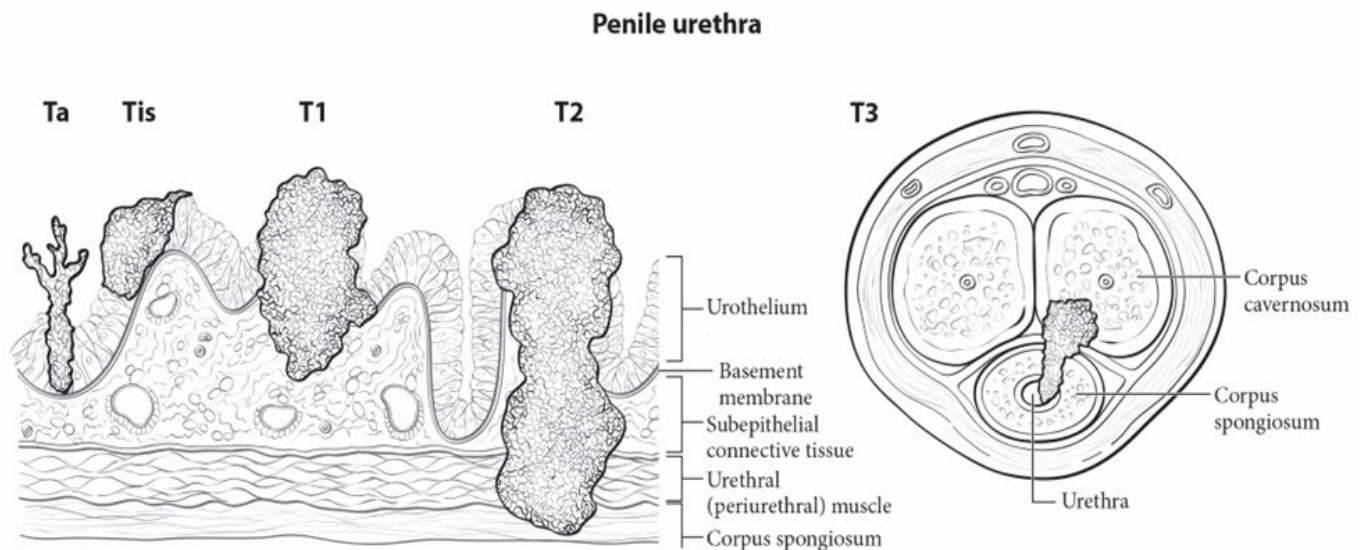 Penile urethra
Ta
Tis
T1
T2
T3
Urothelium
Basement
membrane
Subepithelial
connective tissue
Urethral
(periurethral) muscle
Corpus spongiosum
Corpus
cavernosum
Corpus
spongiosum
Urethra